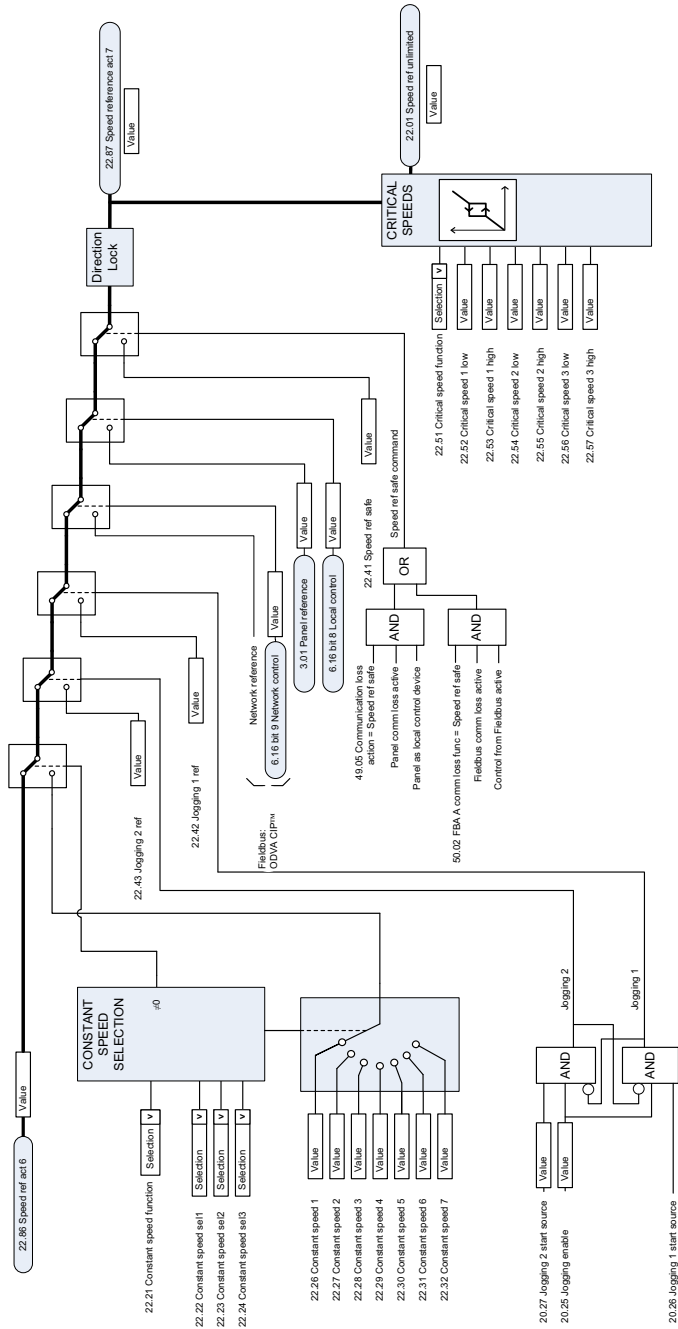 22.86 Speed ref act 6
Value
22.21 Constant speed function
Selection
v
22.22 Constant speed sel1
Selection
v
22.23 Constant speed sel2
Selection
v
22.24 Constant speed sel3
Selection
v
CONSTANT
SPEED
SELECTION
≠0
22.26 Constant speed 1
Value
22.27 Constant speed 2
Value
22.28 Constant speed 3
Value
22.29 Constant speed 4
Value
22.30 Constant speed 5
Value
22.31 Constant speed 6
Value
22.32 Constant speed 7
Value
20.27 Jogging 2 start source
Value
20.25 Jogging enable
Value
20.26 Jogging 1 start source
AND
AND
Jogging 2
Jogging 1
Value
22.43 Jogging 2 ref
Value
22.42 Jogging 1 ref
Fieldbus:
ODVA CIP™
Network reference
6.16 bit 9 Network control
Value
3.01 Panel reference
Value
6.16 bit 8 Local control
Value
Value
22.41 Speed ref safe
49.05 Communication loss
action = Speed ref safe
Panel comm loss active
Panel as local control device
AND
50.02 FBA A comm loss func = Speed ref safe
Fieldbus comm loss active
Control from Fieldbus active
AND
OR
Speed ref safe command
Direction
Lock
22.87 Speed reference act 7
Value
22.51 Critical speed function
Selection
v
22.52 Critical speed 1 low
Value
22.53 Critical speed 1 high
Value
22.54 Critical speed 2 low
Value
22.55 Critical speed 2 high
Value
22.56 Critical speed 3 low
Value
22.57 Critical speed 3 high
Value
CRITICAL
SPEEDS
22.01 Speed ref unlimited
Value